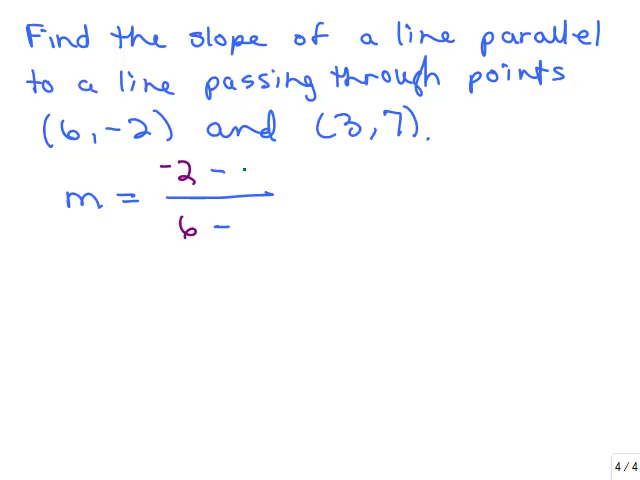 Find the slope of a line parallel
to a line passing through points
(6, -2) and (3, 7).
m = -2 -
6 -
4 / 4